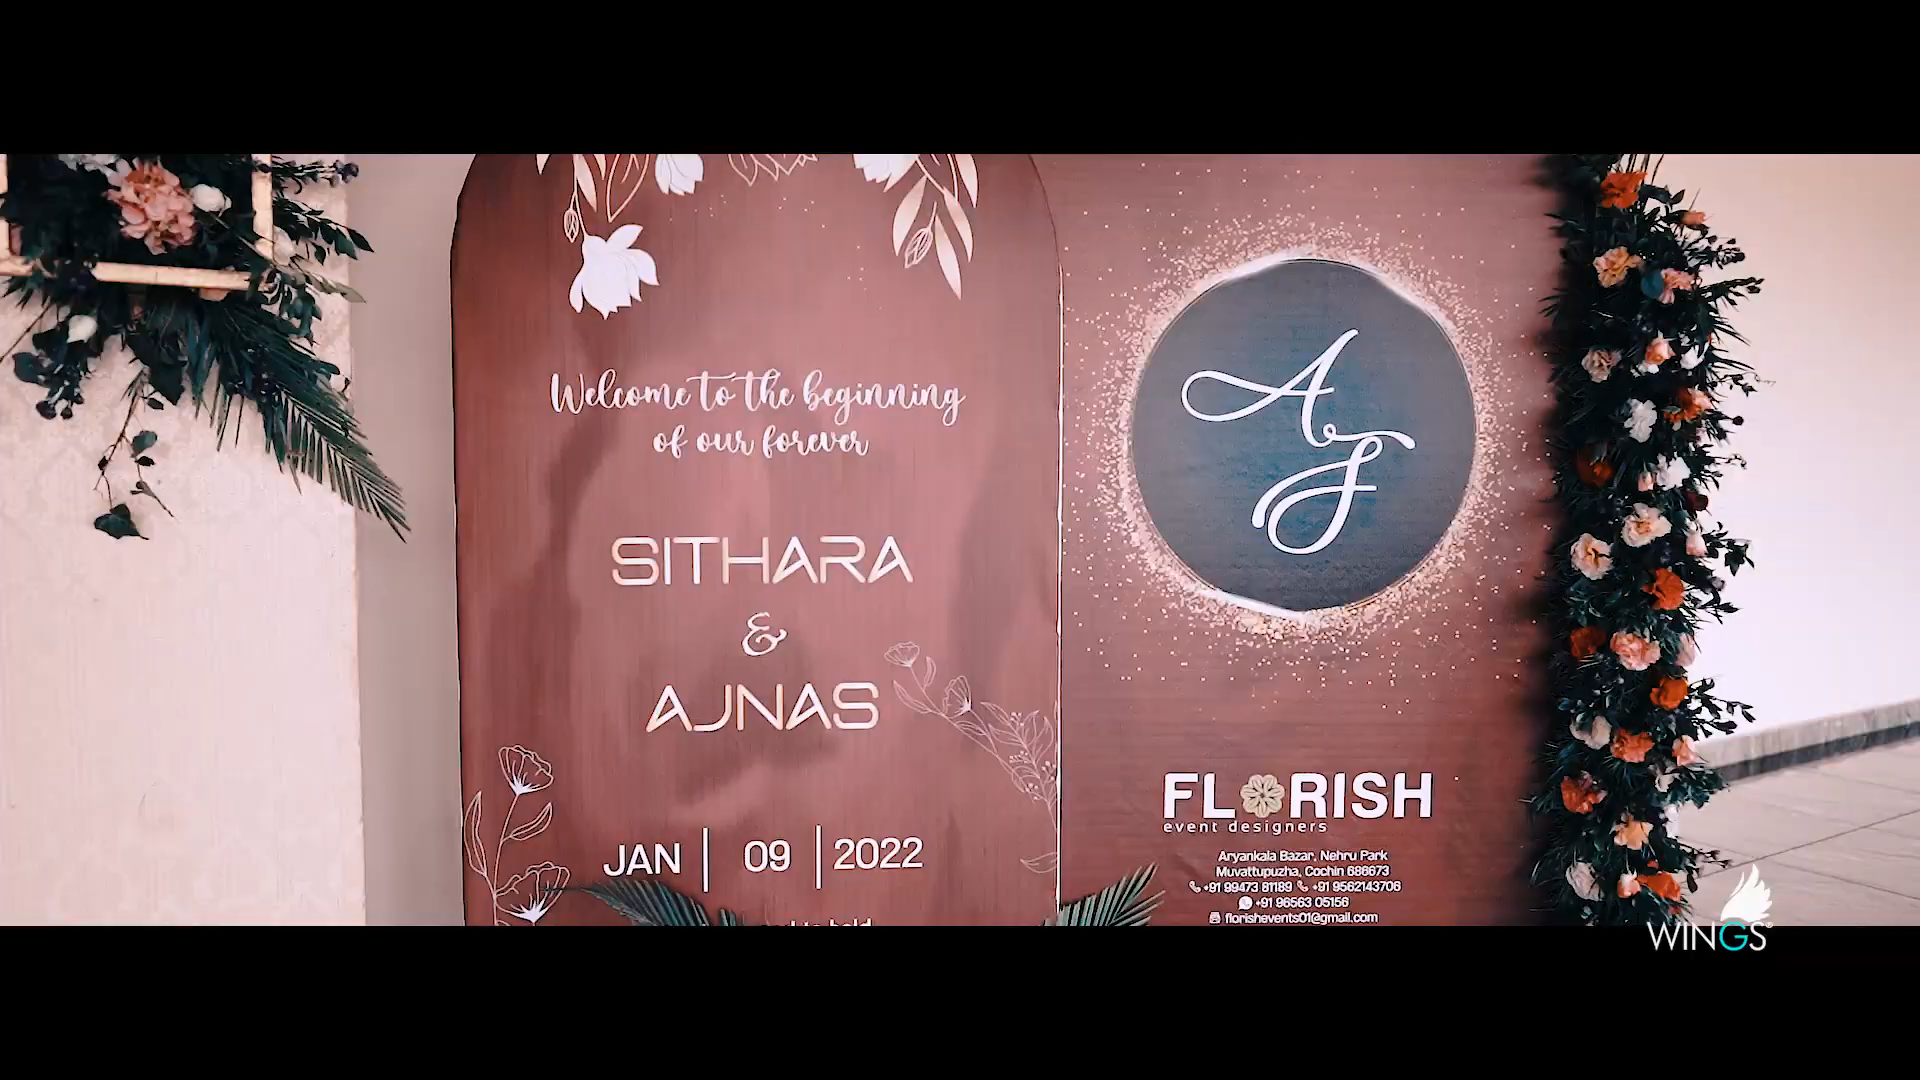 Welcome to the beginning
of our forever
SITHARA
&
AJNAS
JAN | 09 | 2022
A
S
FLORISH
event designers
Aryankala Bazar, Nehru Park
Muvattupuzha, Cochin 686673
+91 99473 81189 +91 9562143706
+91 96563 05156
florishevents01@gmail.com
WINGS®